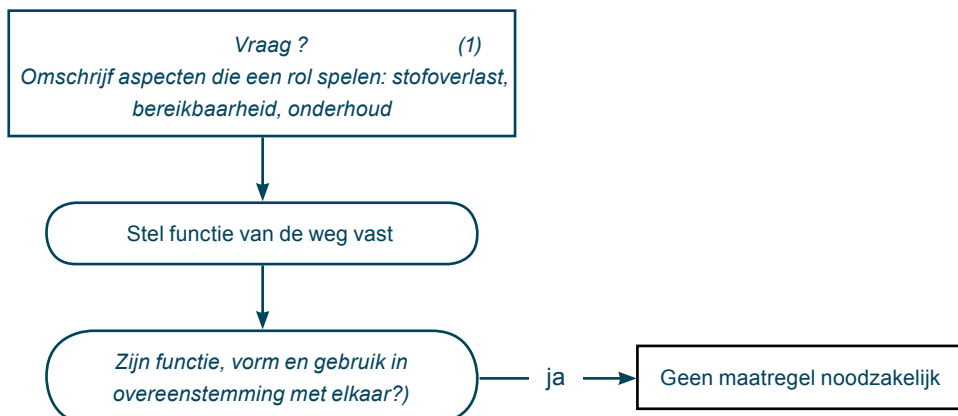 Vraag ? (1)
Omschrijf aspecten die een rol spelen: stofoverlast,
bereikbaarheid, onderhoud
Stel functie van de weg vast
Zijn functie, vorm en gebruik in
overeenstemming met elkaar?)
ja
Geen maatregel noodzakelijk